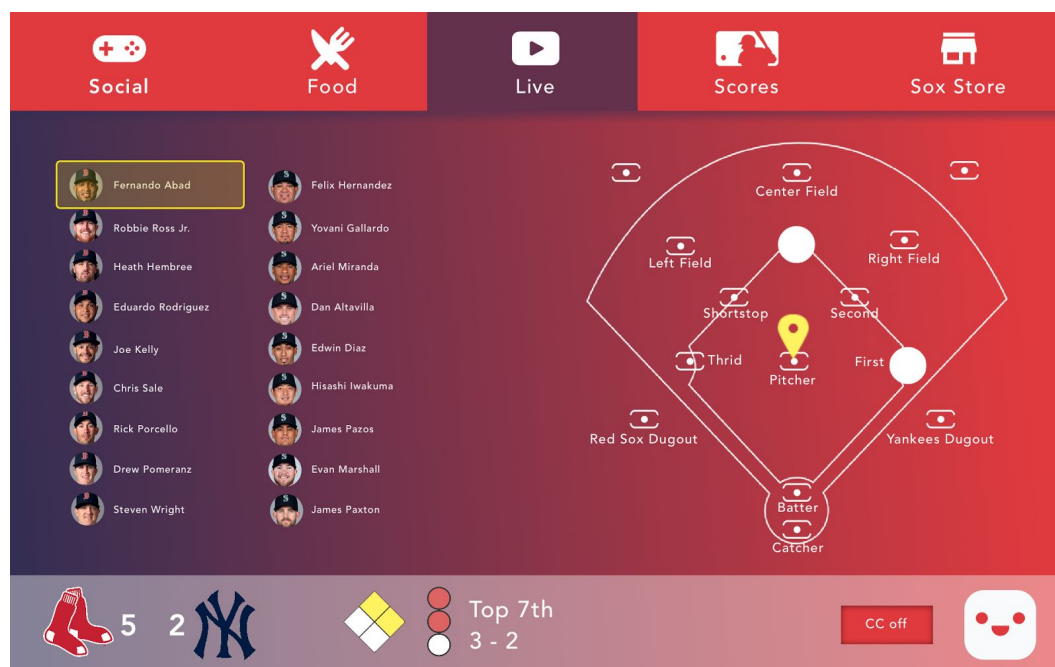 Social
Food
Live
Scores
Sox Store
Fernando Abad
Robbie Ross Jr.
Heath Hembree
Eduardo Rodriguez
Joe Kelly
Chris Sale
Rick Porcello
Drew Pomeranz
Steven Wright
Felix Hernandez
Yovani Gallardo
Ariel Miranda
Dan Altavilla
Edwin Diaz
Hisashi Iwakuma
James Pazos
Evan Marshall
James Paxton
Center Field
Left Field
Right Field
Shortstop
Second
Thrid
First
Pitcher
Red Sox Dugout
Yankees Dugout
Batter
Catcher
5
2
NY
Top 7th
3 - 2
CC off